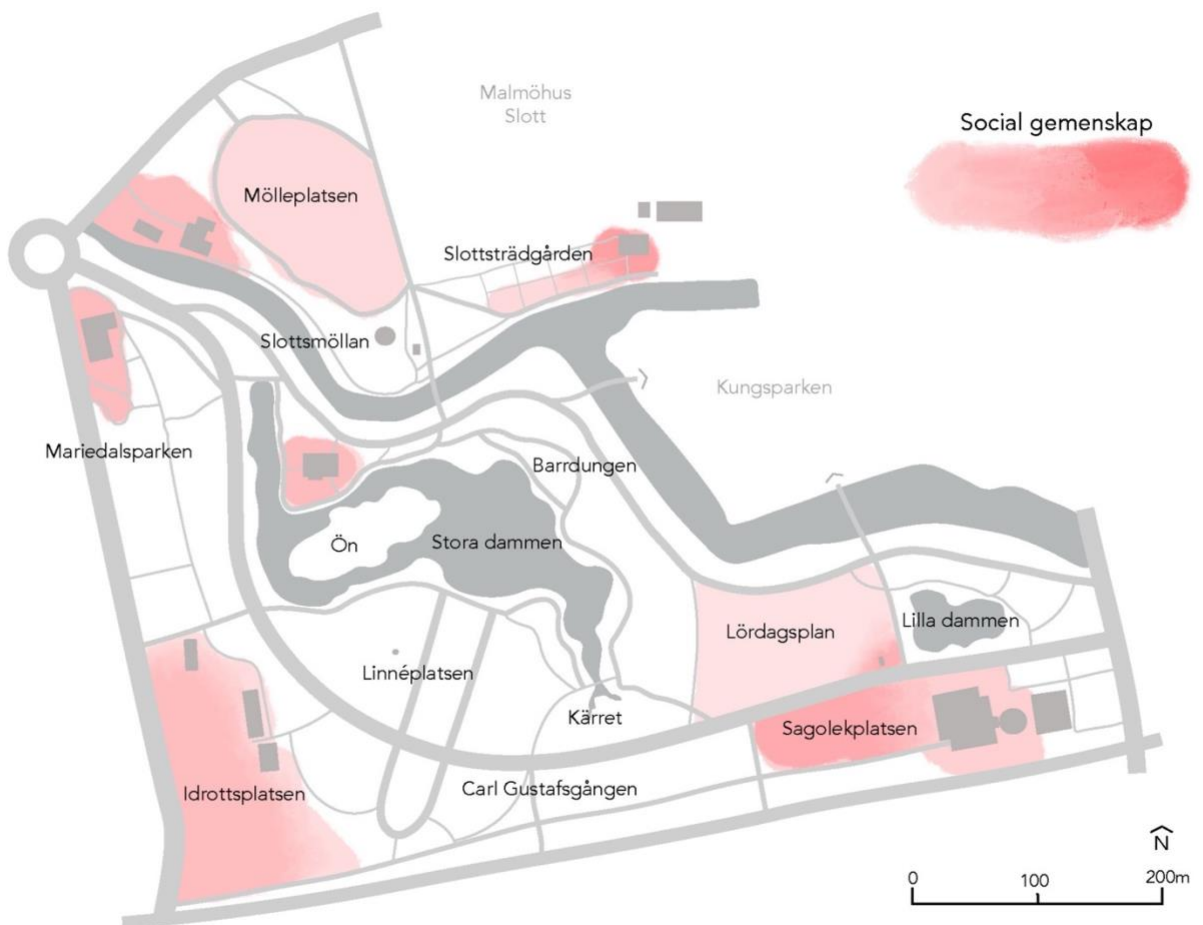 Malmöhus
Slott
Social gemenskap
Mölleplatsen
Slottsträdgården
Slottsmöllan
Kungsparken
Mariedalsparken
Barrdungen
Ön
Stora dammen
Lilla dammen
Lördagsplan
Linnéplatsen
Kärret
Sagolekplatsen
Idrottsplatsen
Carl Gustafsgången
N
0
100
200m